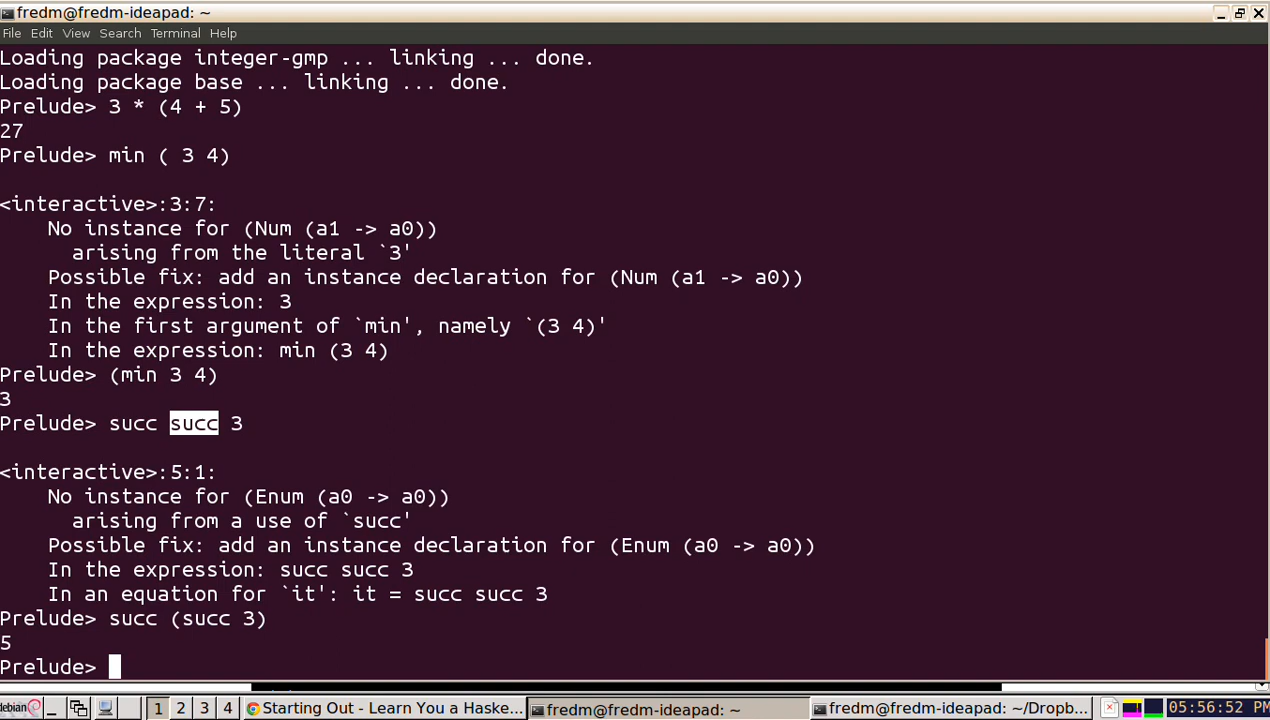 fredm@fredm-ideapad: ~
File Edit View Search Terminal Help
Loading package integer-gmp ... linking ... done.
Loading package base ... linking ... done.
Prelude> 3 * (4 + 5)
27
Prelude> min ( 3 4)
<interactive>:3:7:
    No instance for (Num (a1 -> a0))
      arising from the literal `3'
    Possible fix: add an instance declaration for (Num (a1 -> a0))
    In the expression: 3
    In the first argument of `min', namely `(3 4)'
    In the expression: min (3 4)
Prelude> (min 3 4)
3
Prelude> succ succ 3
<interactive>:5:1:
    No instance for (Enum (a0 -> a0))
      arising from a use of `succ'
    Possible fix: add an instance declaration for (Enum (a0 -> a0))
    In the expression: succ succ 3
    In an equation for `it': it = succ succ 3
Prelude> succ (succ 3)
5
Prelude>
debian 1 2 3 4 Starting Out - Learn You a Haske... fredm@fredm-ideapad: ~ fredm@fredm-ideapad: ~/Dropb... 05:56:52 PM